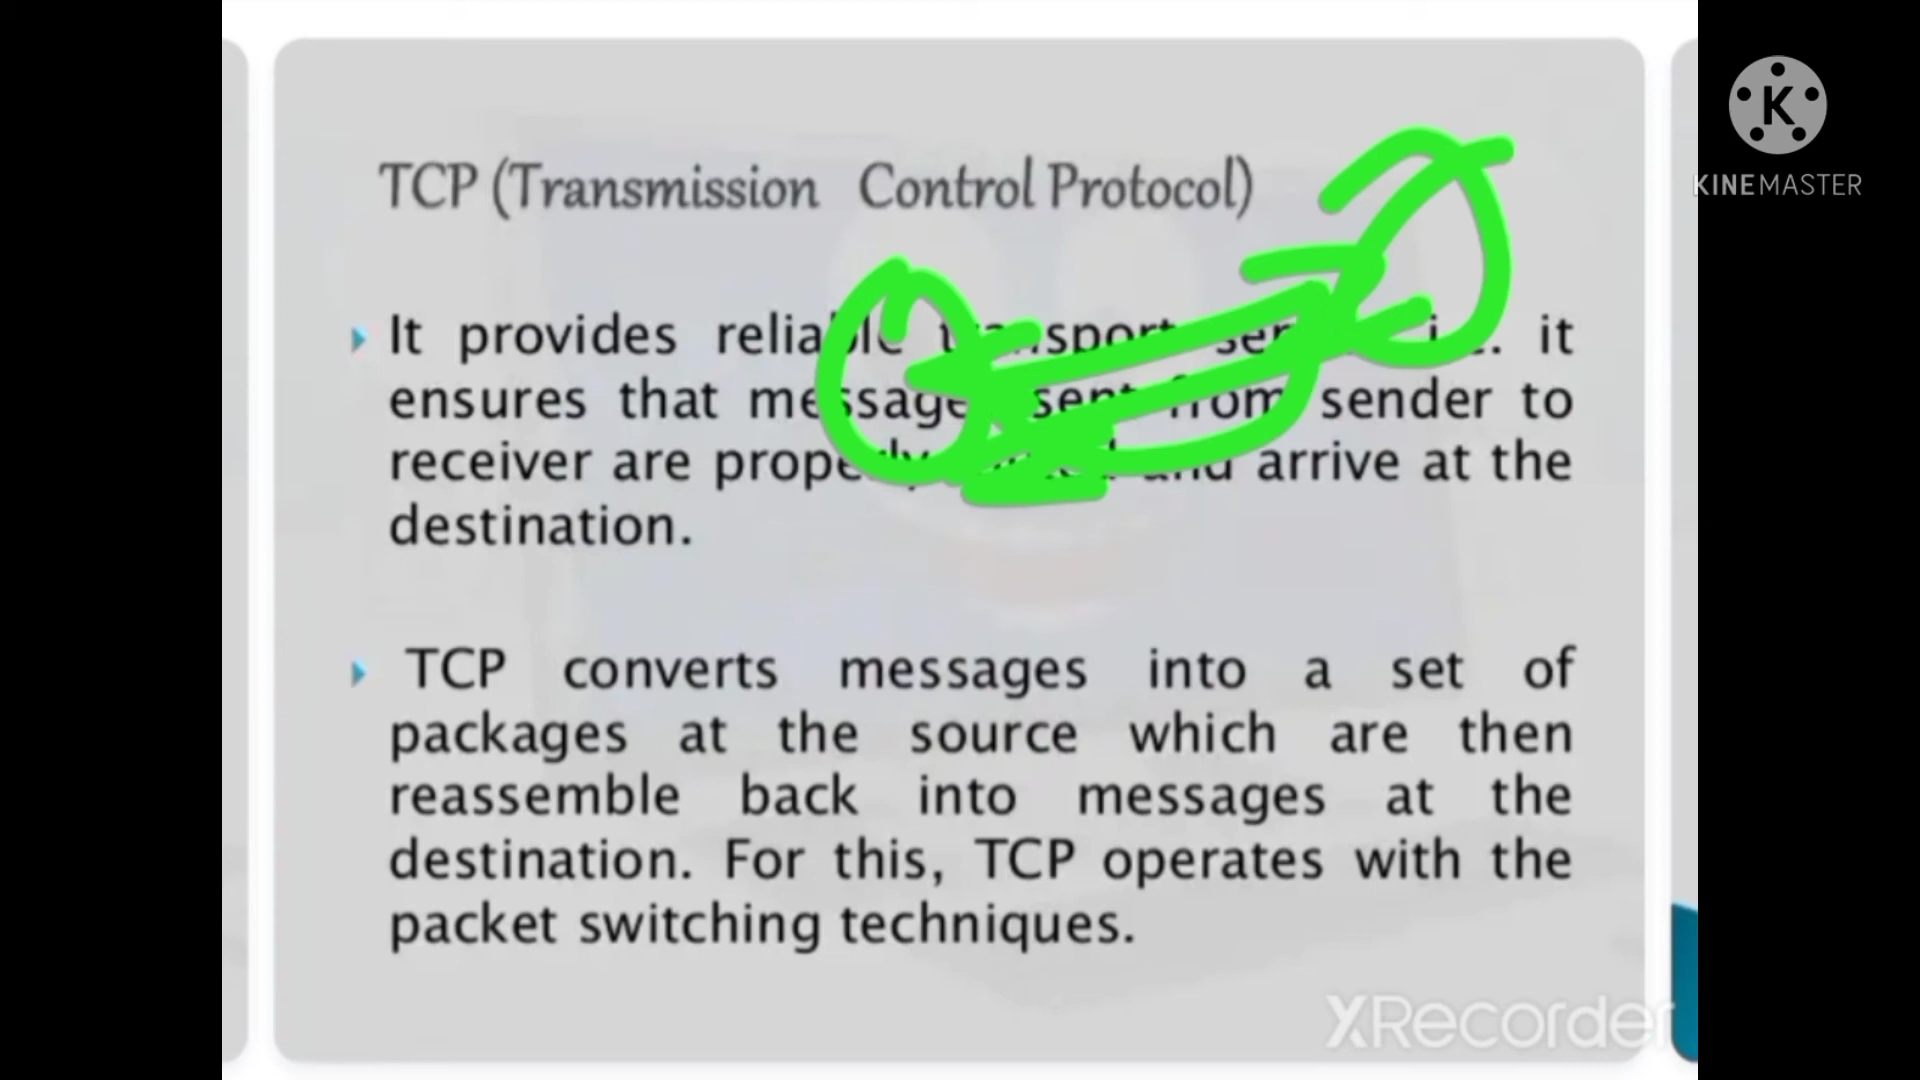 TCP (Transmission Control Protocol)
It provides reliable transport i.e. it
ensures that messages sent from sender to
receiver are properly and arrive at the
destination.
TCP converts messages into a set of
packages at the source which are then
reassemble back into messages at the
destination. For this, TCP operates with the
packet switching techniques.
K
KINEMASTER
XRecorder